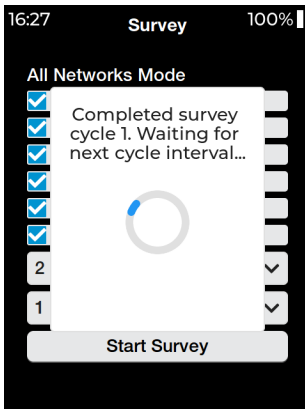 16:27
Survey
100%
All Networks Mode
Completed survey
cycle 1. Waiting for
next cycle interval...
2
1
Start Survey